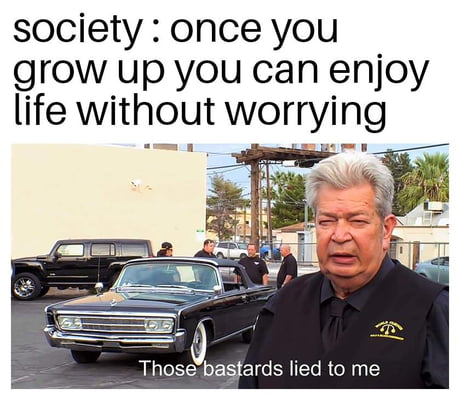 society : once you
grow up you can enjoy
life without worrying
Those bastards lied to me